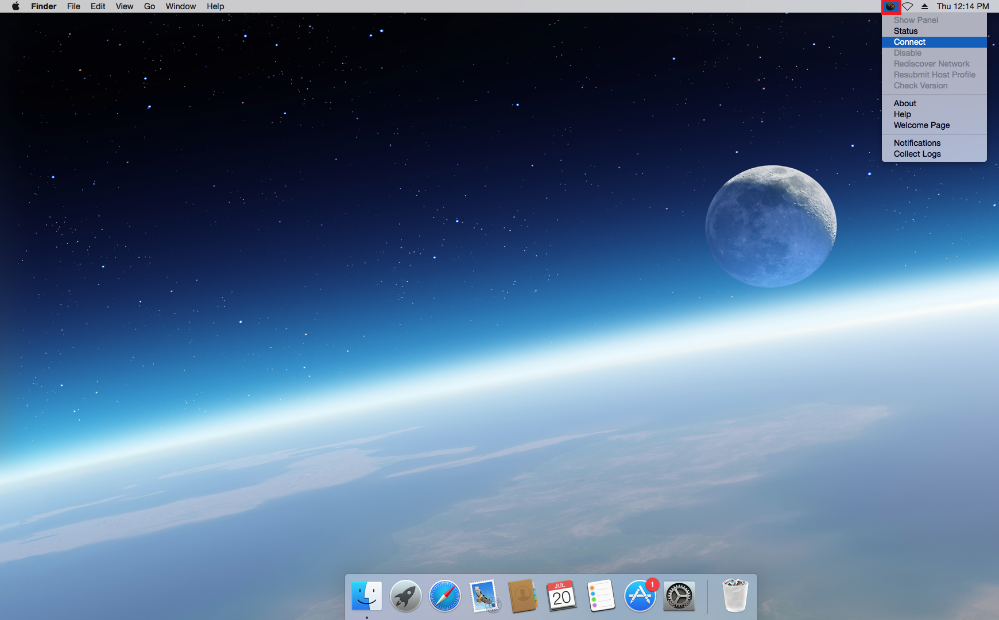 Finder File Edit View Go Window Help Thu 12:14 PM
Show Panel
Status
Connect
Disable
Rediscover Network
Resubmit Host Profile
Check Version
About
Help
Welcome Page
Notifications
Collect Logs
JUL
20
1